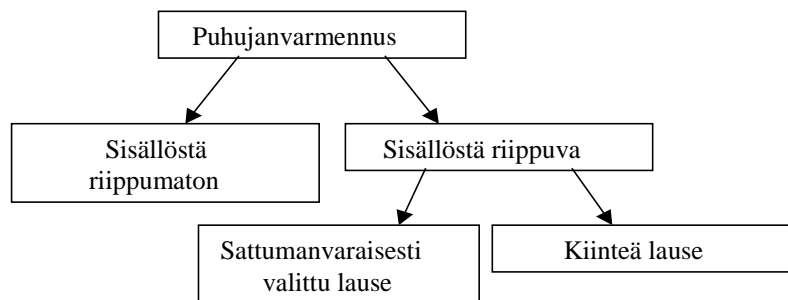 Puhujanvarmennus
Sisällöstä
riippumaton
Sisällöstä riippuva
Sattumanvaraisesti
valittu lause
Kiinteä lause